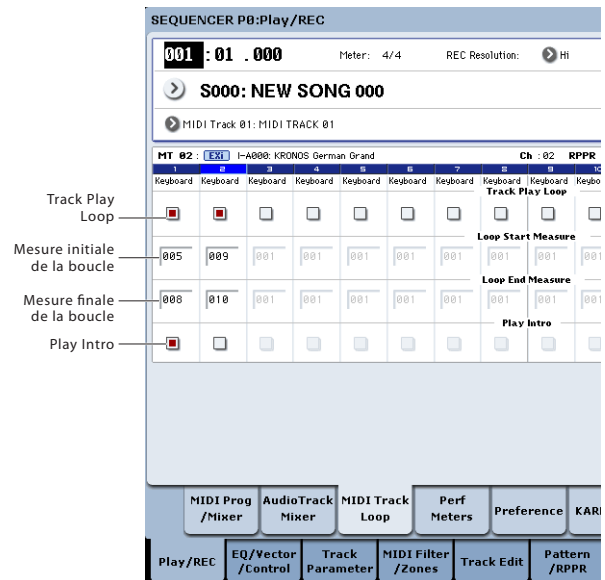 SEQUENCER P0:Play/REC
001 : 01 . 000 Meter: 4/4 REC Resolution: Hi
S000: NEW SONG 000
MIDI Track 01: MIDI TRACK 01
MT 02 : EXi I-A000: KRONOS German Grand Ch : 02 RPPR
1 2 3 4 5 6 7 8 9 10
Keyboard Keyboard Keyboard Keyboard Keyboard Keyboard Keyboard Keyboard Keyboard Keybo
Track Play Loop
Track Play
Loop
Loop Start Measure
Mesure initiale
de la boucle
005 009 001 001 001 001 001 001 001 001
Loop End Measure
Mesure finale
de la boucle
008 010 001 001 001 001 001 001 001 001
Play Intro
Play Intro
MIDI Prog
/Mixer
AudioTrack
Mixer
MIDI Track
Loop
Perf
Meters
Preference
Play/REC
EQ/Vector
/Control
Track
Parameter
MIDI Filter
/Zones
Track Edit
Pattern
/RPPR